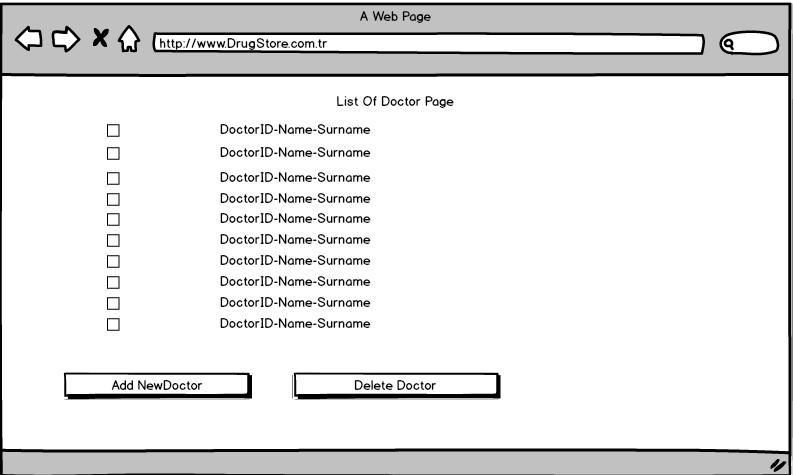 A Web Page
http://www.DrugStore.com.tr
List Of Doctor Page
DoctorID-Name-Surname
DoctorID-Name-Surname
DoctorID-Name-Surname
DoctorID-Name-Surname
DoctorID-Name-Surname
DoctorID-Name-Surname
DoctorID-Name-Surname
DoctorID-Name-Surname
DoctorID-Name-Surname
DoctorID-Name-Surname
Add NewDoctor Delete Doctor